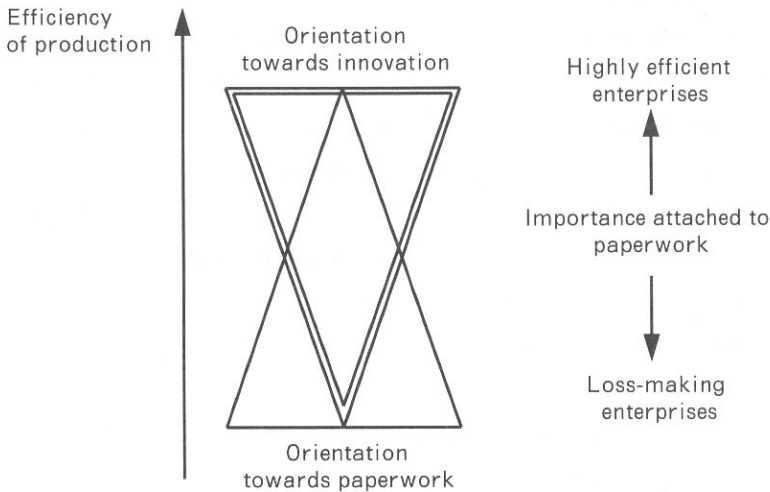 Efficiency
of production
Orientation
towards innovation
Highly efficient
enterprises
Importance attached to
paperwork
Loss-making
enterprises
Orientation
towards paperwork